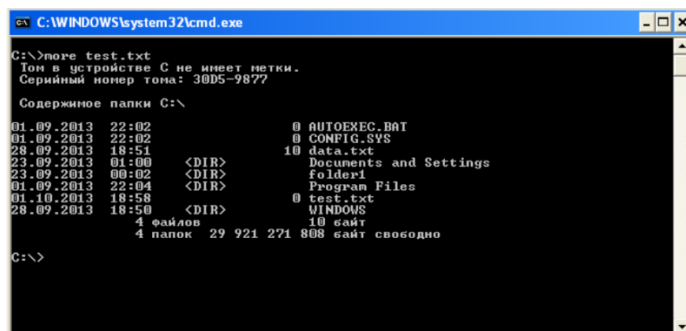 C:\WINDOWS\system32\cmd.exe
C:\>more test.txt
Том в устройстве C не имеет метки.
Серийный номер тома: 30D5-9877
Содержимое папки C:\
01.09.2013 22:02 0 AUTOEXEC.BAT
01.09.2013 22:02 0 CONFIG.SYS
28.09.2013 18:51 10 data.txt
23.09.2013 01:00 <DIR> Documents and Settings
23.09.2013 00:02 <DIR> folder1
01.09.2013 22:04 <DIR> Program Files
01.10.2013 18:58 0 test.txt
28.09.2013 18:50 <DIR> WINDOWS
4 файлов 10 байт
4 папок 29 921 271 808 байт свободно
C:\>